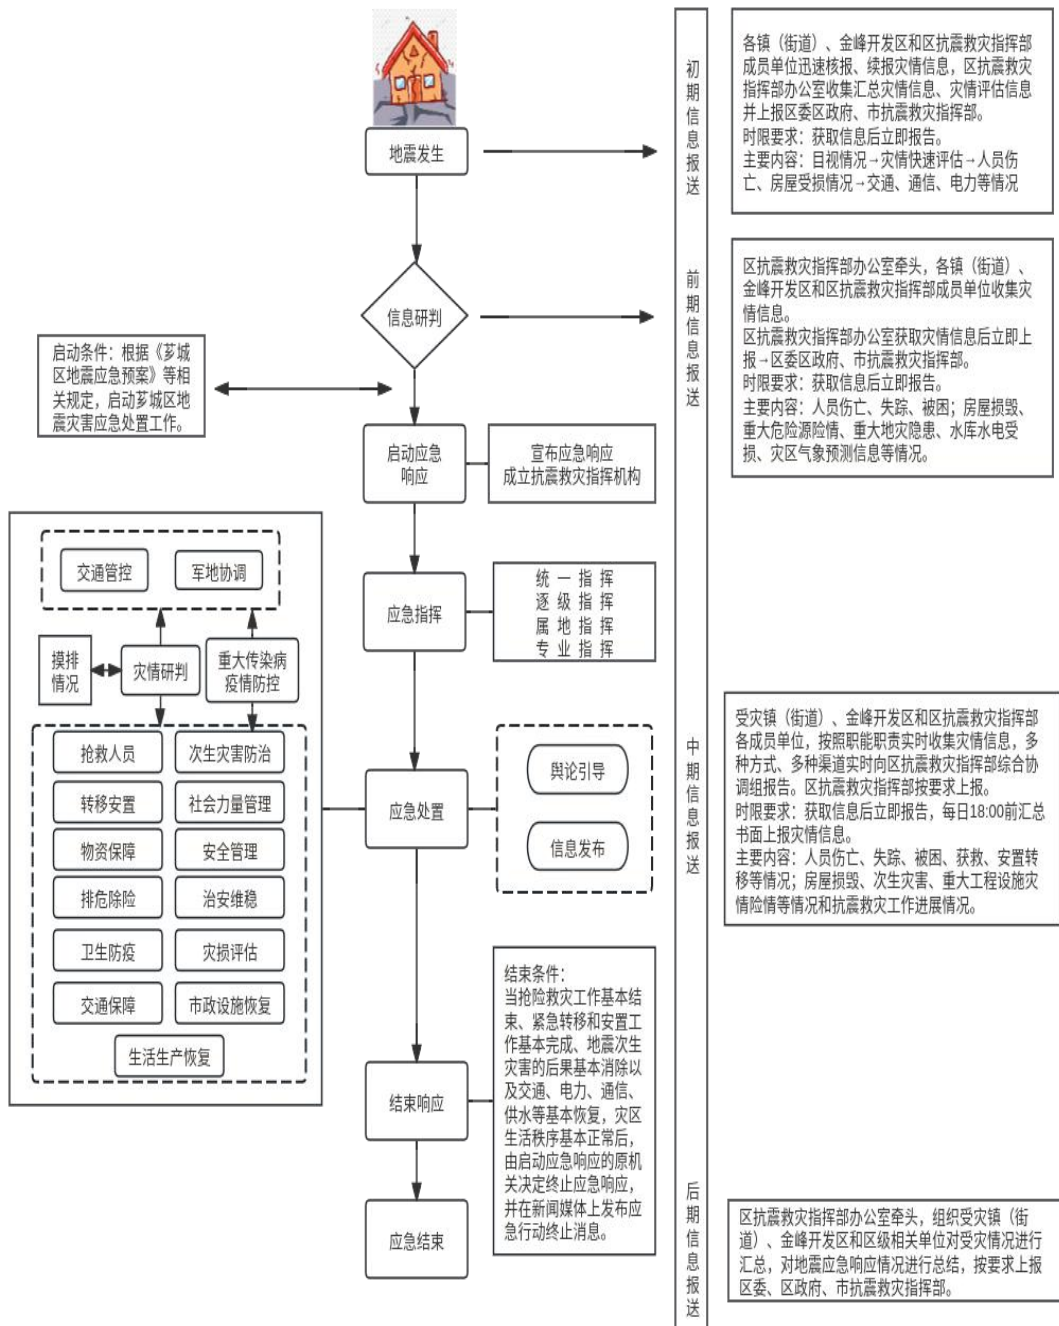 地震发生
信息研判
启动条件：根据《芗城
区地震应急预案》等相
关规定，启动芗城区地
震灾害应急处置工作。
启动应急
响应
宣布应急响应
成立抗震救灾指挥机构
应急指挥
统一指挥
逐级指挥
属地指挥
专业指挥
交通管控
军地协调
摸排
情况
灾情研判
重大传染病
疫情防控
抢救人员
次生灾害防治
转移安置
社会力量管理
物资保障
安全管理
排危除险
治安维稳
卫生防疫
灾损评估
交通保障
市政设施恢复
生活生产恢复
应急处置
舆论引导
信息发布
结束响应
结束条件：
当抢险救灾工作基本结
束、紧急转移和安置工
作基本完成、地震次生
灾害的后果基本消除以
及交通、电力、通信、
供水等基本恢复，灾区
生活秩序基本正常后，
由启动应急响应的原机
关决定终止应急响应，
并在新闻媒体上发布应
急行动终止消息。
应急结束
初期信息报送
各镇（街道）、金峰开发区和区抗震救灾指挥部
成员单位迅速核报、续报灾情信息，区抗震救灾
指挥部办公室收集汇总灾情信息、灾情评估信息
并上报区委区政府、市抗震救灾指挥部。
时限要求：获取信息后立即报告。
主要内容：目视情况→灾情快速评估→人员伤
亡、房屋受损情况→交通、通信、电力等情况
前期信息报送
区抗震救灾指挥部办公室牵头，各镇（街道）、
金峰开发区和区抗震救灾指挥部成员单位收集灾
情信息。
区抗震救灾指挥部办公室获取灾情信息后立即上
报→区委区政府、市抗震救灾指挥部。
时限要求：获取信息后立即报告。
主要内容：人员伤亡、失踪、被困；房屋损毁、
重大危险源险情、重大地灾隐患、水库水电受
损、灾区气象预测信息等情况。
中期信息报送
受灾镇（街道）、金峰开发区和区抗震救灾指挥部
各成员单位，按照职能职责实时收集灾情信息，多
种方式、多种渠道实时向区抗震救灾指挥部综合协
调组报告。区抗震救灾指挥部按要求上报。
时限要求：获取信息后立即报告，每日18:00前汇总
书面上报灾情信息。
主要内容：人员伤亡、失踪、被困、获救、安置转
移等情况；房屋损毁、次生灾害、重大工程设施灾
情险情等情况和抗震救灾工作进展情况。
后期信息报送
区抗震救灾指挥部办公室牵头，组织受灾镇（街
道）、金峰开发区和区级相关单位对受灾情况进行
汇总，对地震应急响应情况进行总结，按要求上报
区委、区政府、市抗震救灾指挥部。